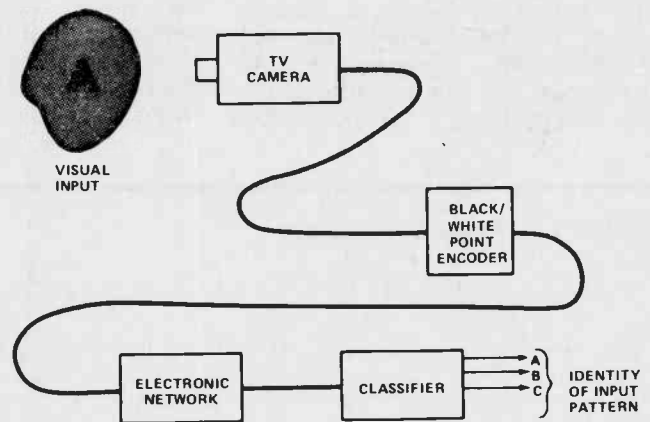 A
VISUAL
INPUT
TV
CAMERA
BLACK/
WHITE
POINT
ENCODER
ELECTRONIC
NETWORK
CLASSIFIER
A
B
C
IDENTITY
OF INPUT
PATTERN